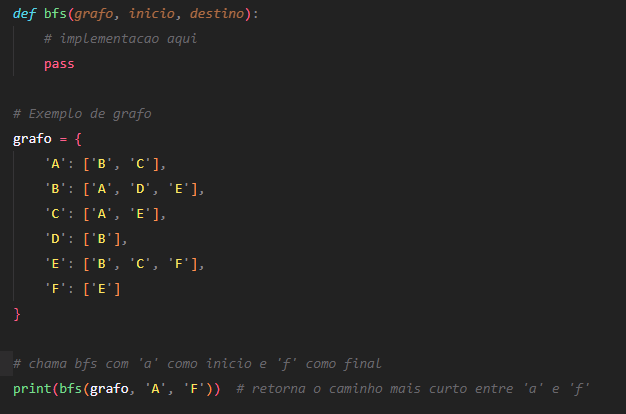 def bfs(grafo, inicio, destino):
    # implementacao aqui
    pass
# Exemplo de grafo
grafo = {
    'A': ['B', 'C'],
    'B': ['A', 'D', 'E'],
    'C': ['A', 'E'],
    'D': ['B'],
    'E': ['B', 'C', 'F'],
    'F': ['E']
}
# chama bfs com 'a' como inicio e 'f' como final
print(bfs(grafo, 'A', 'F'))  # retorna o caminho mais curto entre 'a' e 'f'